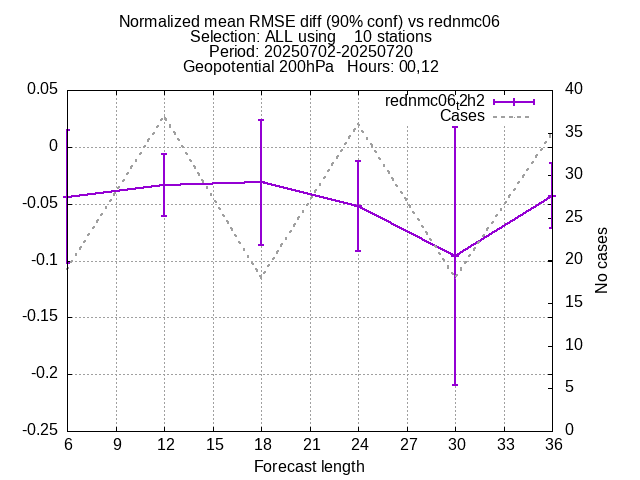 Normalized mean RMSE diff (90% conf) vs rednmc06
Selection: ALL using    10 stations
Period: 20250702-20250720
Geopotential 200hPa   Hours: 00,12
0.05
0
-0.05
-0.1
-0.15
-0.2
-0.25
rednmc06t2h2
Cases
40
35
30
25
20
15
10
5
0
No cases
6 9 12 15 18 21 24 27 30 33 36
Forecast length